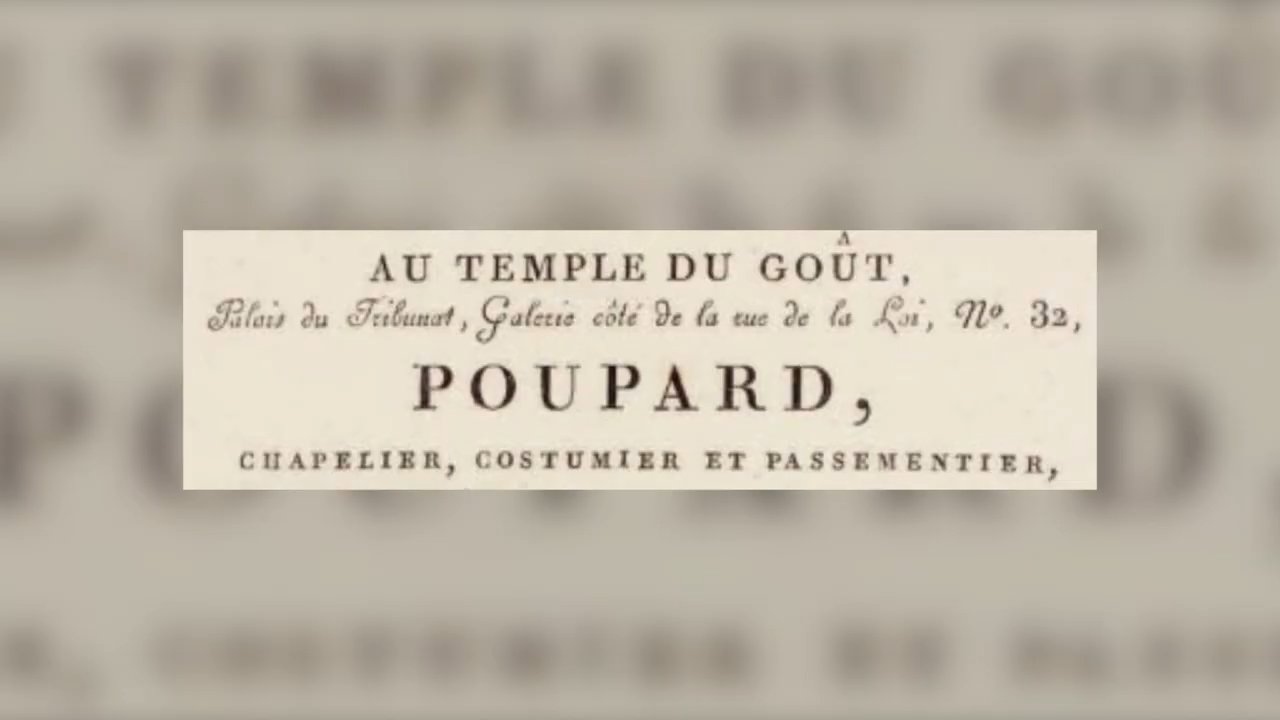 AU TEMPLE DU GOÛT,
Palais du Tribunat, Galerie côté de la rue de la Loi, Nº. 32,
POUPARD,
CHAPELIER, COSTUMIER ET PASSEMENTIER,